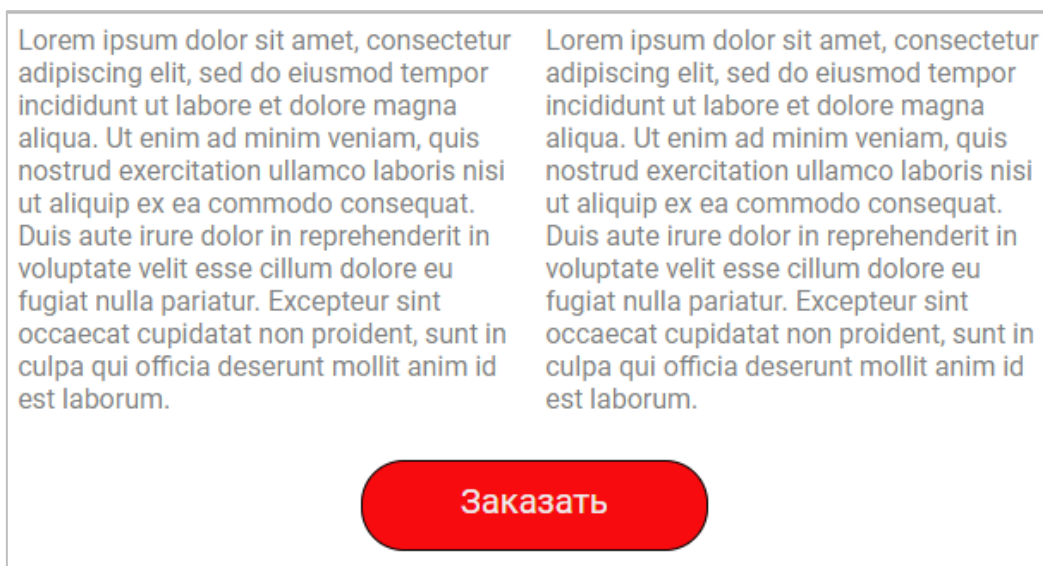 Lorem ipsum dolor sit amet, consectetur
adipiscing elit, sed do eiusmod tempor
incididunt ut labore et dolore magna
aliqua. Ut enim ad minim veniam, quis
nostrud exercitation ullamco laboris nisi
ut aliquip ex ea commodo consequat.
Duis aute irure dolor in reprehenderit in
voluptate velit esse cillum dolore eu
fugiat nulla pariatur. Excepteur sint
occaecat cupidatat non proident, sunt in
culpa qui officia deserunt mollit anim id
est laborum.
Lorem ipsum dolor sit amet, consectetur
adipiscing elit, sed do eiusmod tempor
incididunt ut labore et dolore magna
aliqua. Ut enim ad minim veniam, quis
nostrud exercitation ullamco laboris nisi
ut aliquip ex ea commodo consequat.
Duis aute irure dolor in reprehenderit in
voluptate velit esse cillum dolore eu
fugiat nulla pariatur. Excepteur sint
occaecat cupidatat non proident, sunt in
culpa qui officia deserunt mollit anim id
est laborum.
Заказать